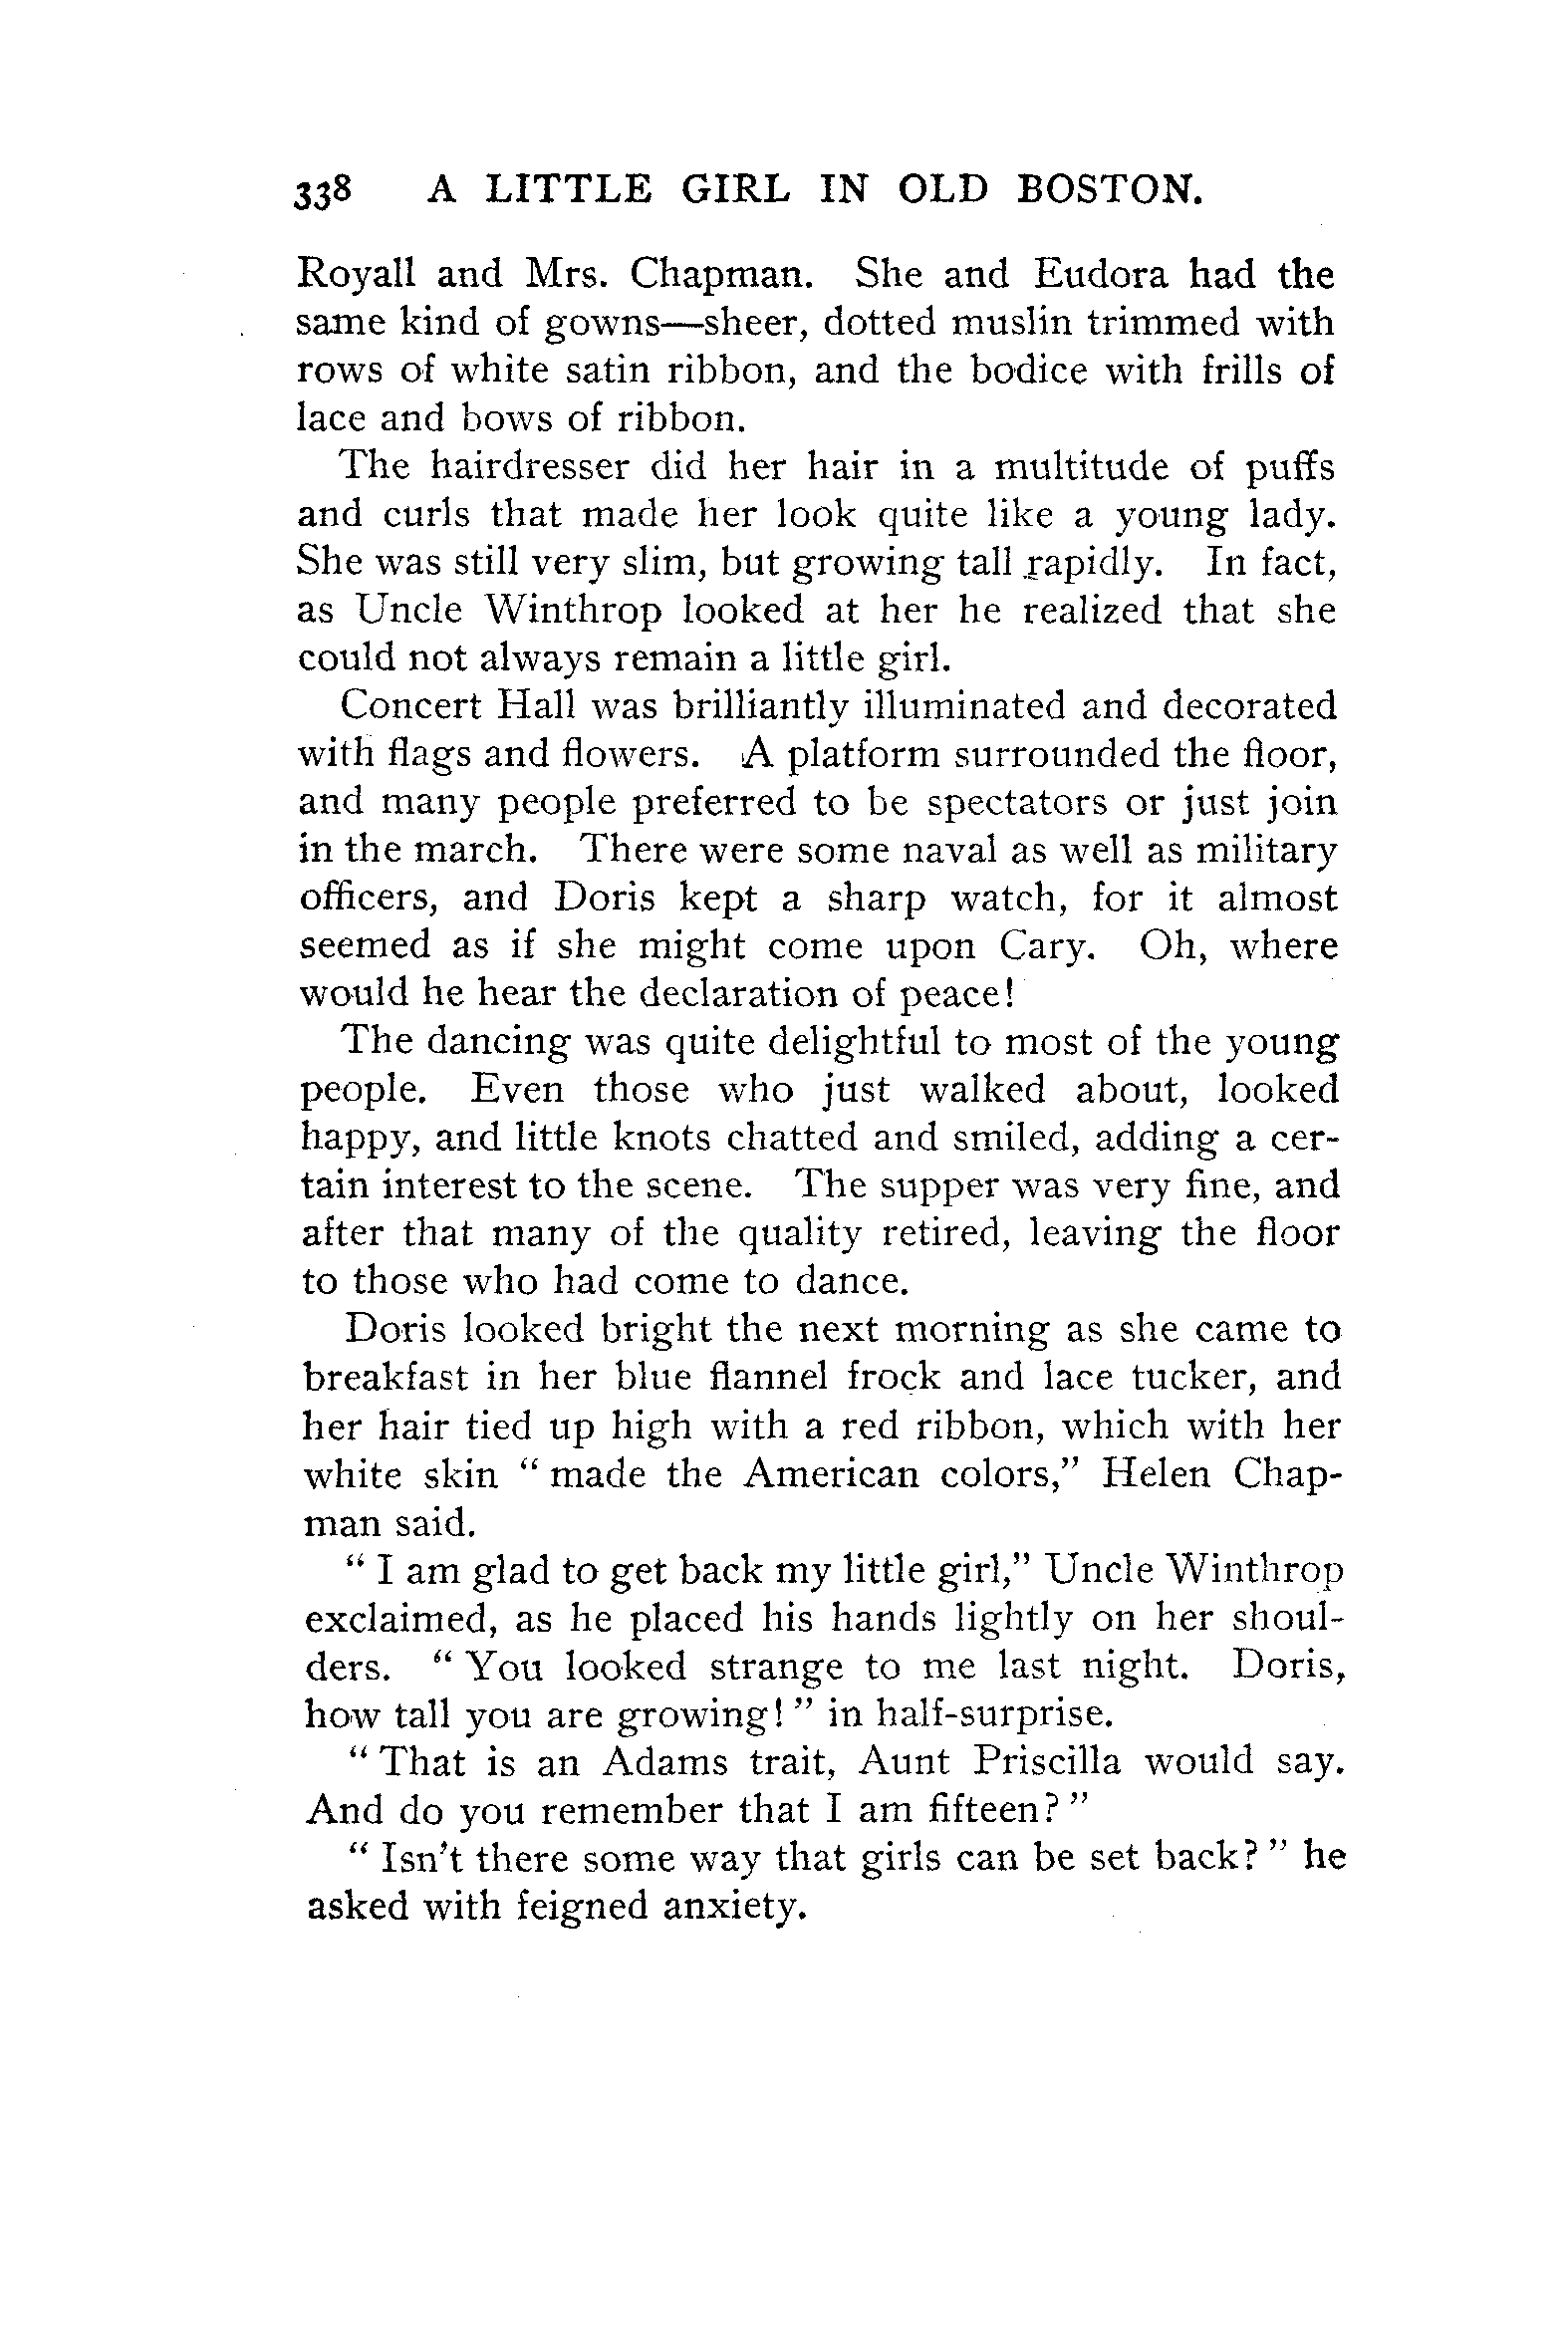 338 A LITTLE GIRL IN OLD BOSTON.
Royall and Mrs. Chapman. She and Eudora had the
same kind of gowns—sheer, dotted muslin trimmed with
rows of white satin ribbon, and the bodice with frills of
lace and bows of ribbon.
The hairdresser did her hair in a multitude of puffs
and curls that made her look quite like a young lady.
She was still very slim, but growing tall rapidly. In fact,
as Uncle Winthrop looked at her he realized that she
could not always remain a little girl.
Concert Hall was brilliantly illuminated and decorated
with flags and flowers. A platform surrounded the floor,
and many people preferred to be spectators or just join
in the march. There were some naval as well as military
officers, and Doris kept a sharp watch, for it almost
seemed as if she might come upon Cary. Oh, where
would he hear the declaration of peace!
The dancing was quite delightful to most of the young
people. Even those who just walked about, looked
happy, and little knots chatted and smiled, adding a cer-
tain interest to the scene. The supper was very fine, and
after that many of the quality retired, leaving the floor
to those who had come to dance.
Doris looked bright the next morning as she came to
breakfast in her blue flannel frock and lace tucker, and
her hair tied up high with a red ribbon, which with her
white skin “ made the American colors,” Helen Chap-
man said.
“ I am glad to get back my little girl,” Uncle Winthrop
exclaimed, as he placed his hands lightly on her shoul-
ders. “ You looked strange to me last night. Doris,
how tall you are growing! ” in half-surprise.
“ That is an Adams trait, Aunt Priscilla would say.
And do you remember that I am fifteen? ”
“ Isn’t there some way that girls can be set back? ” he
asked with feigned anxiety.